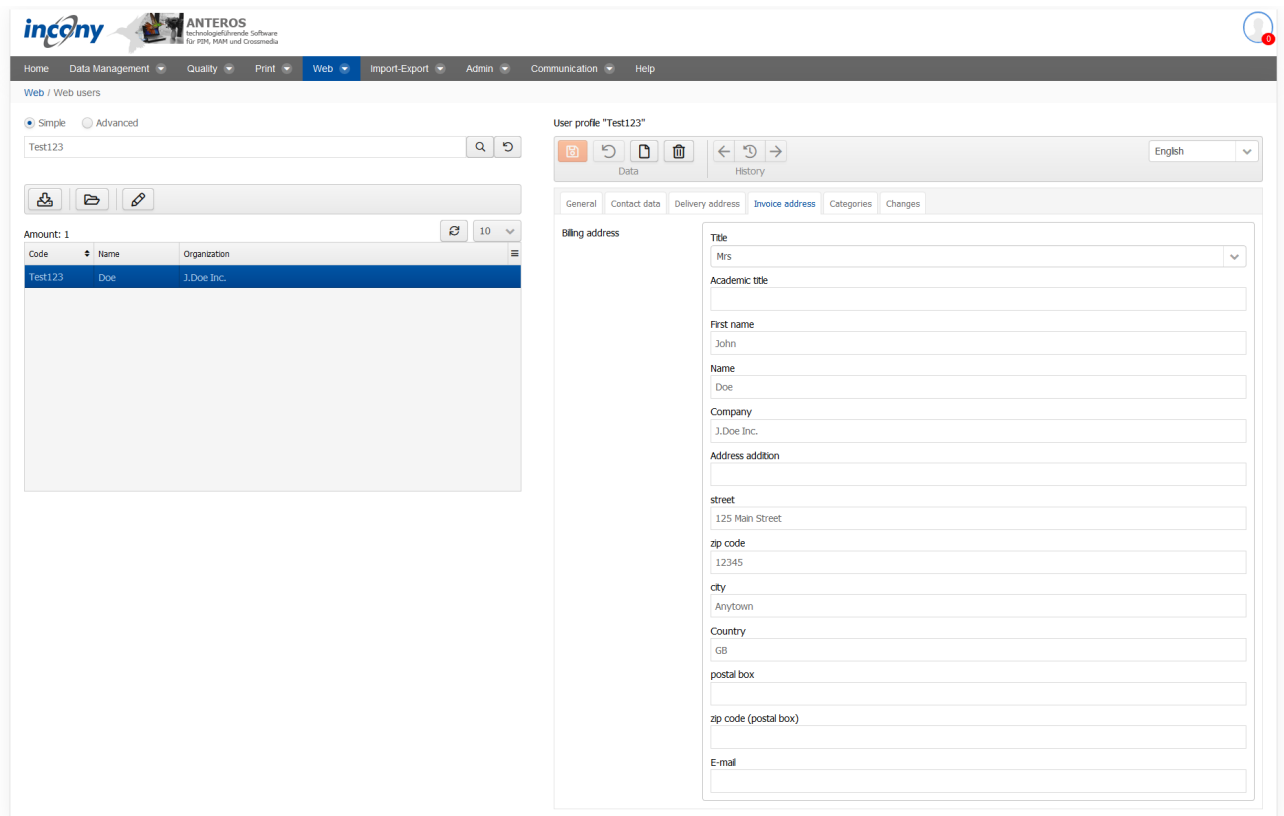 incony
ANTEROS
technologieführende Software
für PIM, MAM und Crossmedia
0
Home Data Management Quality Print Web Import-Export Admin Communication Help
Web / Web users
Simple Advanced
Test123
Amount: 1
10
Code Name Organization
Test123 Doe J.Doe Inc.
User profile "Test123"
Data History
English
General Contact data Delivery address Invoice address Categories Changes
Billing address
Title
Mrs
Academic title
First name
John
Name
Doe
Company
J.Doe Inc.
Address addition
street
125 Main Street
zip code
12345
city
Anytown
Country
GB
postal box
zip code (postal box)
E-mail